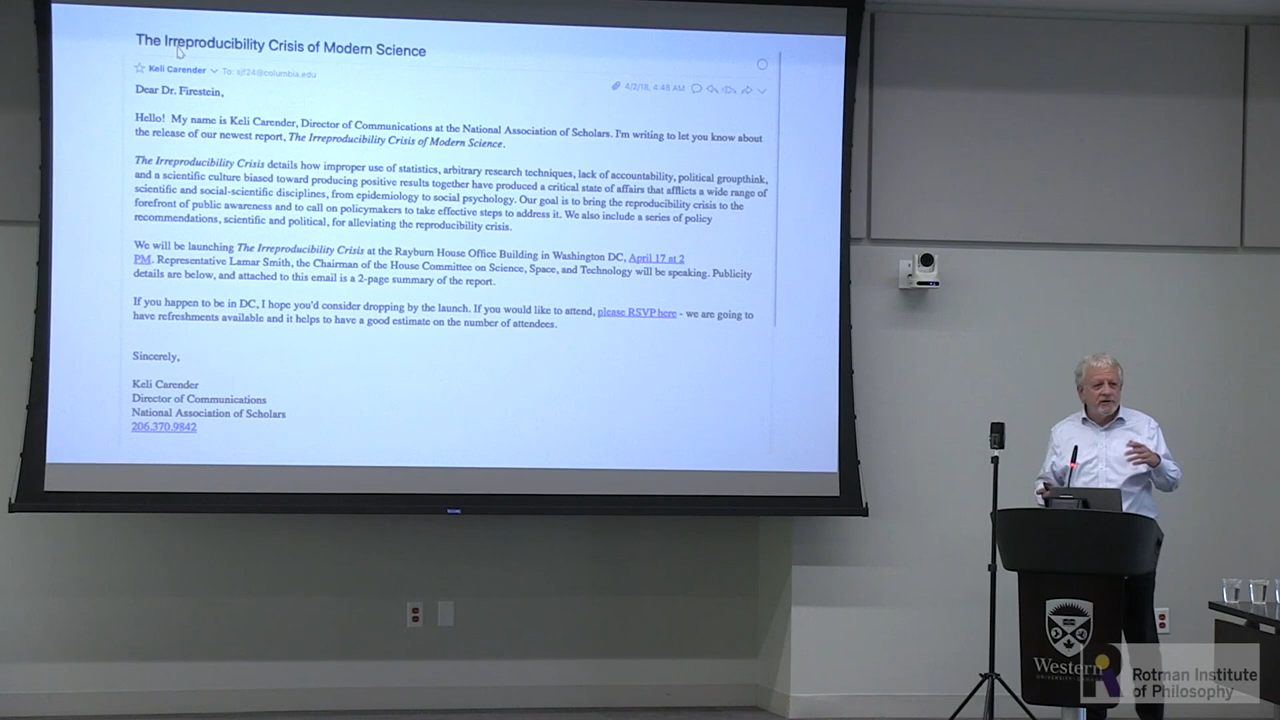 The Irreproducibility Crisis of Modern Science
Keli Carender To: sjf24@columbia.edu
4/2/18, 4:48 AM
Dear Dr. Firestein,
Hello! My name is Keli Carender, Director of Communications at the National Association of Scholars. I'm writing to let you know about
the release of our newest report, The Irreproducibility Crisis of Modern Science.
The Irreproducibility Crisis details how improper use of statistics, arbitrary research techniques, lack of accountability, political groupthink,
and a scientific culture biased toward producing positive results together have produced a critical state of affairs that afflicts a wide range of
scientific and social-scientific disciplines, from epidemiology to social psychology. Our goal is to bring the reproducibility crisis to the
forefront of public awareness and to call on policymakers to take effective steps to address it. We also include a series of policy
recommendations, scientific and political, for alleviating the reproducibility crisis.
We will be launching The Irreproducibility Crisis at the Rayburn House Office Building in Washington DC, April 17 at 2
PM. Representative Lamar Smith, the Chairman of the House Committee on Science, Space, and Technology will be speaking. Publicity
details are below, and attached to this email is a 2-page summary of the report.
If you happen to be in DC, I hope you'd consider dropping by the launch. If you would like to attend, please RSVP here - we are going to
have refreshments available and it helps to have a good estimate on the number of attendees.
Sincerely,
Keli Carender
Director of Communications
National Association of Scholars
206.370.9842
Western
Rotman Institute
of Philosophy